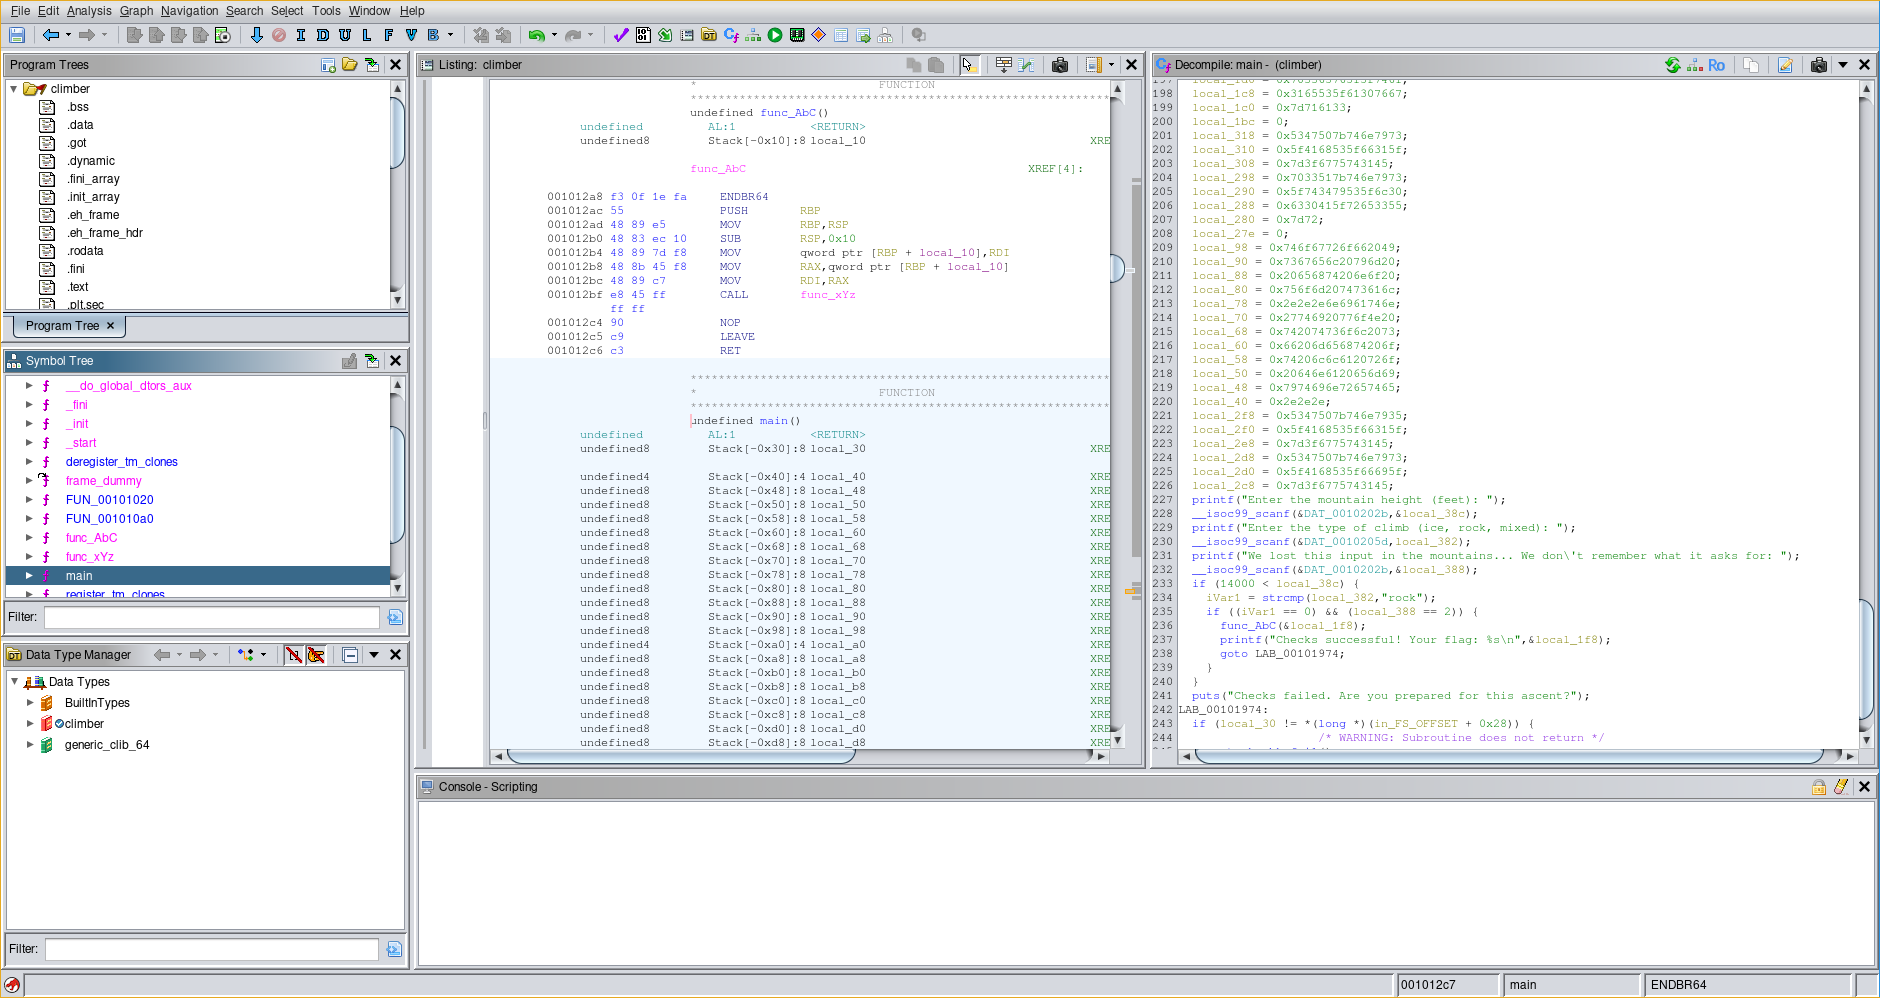 File Edit Analysis Graph Navigation Search Select Tools Window Help
I D U L F V B
Program Trees
climber
.bss
.data
.got
.dynamic
.fini_array
.init_array
.eh_frame
.eh_frame_hdr
.rodata
.fini
.text
.plt.sec
Program Tree
Symbol Tree
__do_global_dtors_aux
_fini
_init
_start
deregister_tm_clones
frame_dummy
FUN_00101020
FUN_001010a0
func_AbC
func_xYz
main
register_tm_clones
Filter:
Data Type Manager
Data Types
BuiltInTypes
climber
generic_clib_64
Filter:
Listing: climber
* FUNCTION
undefined func_AbC()
undefined AL:1 <RETURN>
undefined8 Stack[-0x10]:8 local_10 XRE
func_AbC XREF[4]:
001012a8 f3 0f 1e fa ENDBR64
001012ac 55 PUSH RBP
001012ad 48 89 e5 MOV RBP,RSP
001012b0 48 83 ec 10 SUB RSP,0x10
001012b4 48 89 7d f8 MOV qword ptr [RBP + local_10],RDI
001012b8 48 8b 45 f8 MOV RAX,qword ptr [RBP + local_10]
001012bc 48 89 c7 MOV RDI,RAX
001012bf e8 45 ff CALL func_xYz
ff ff
001012c4 90 NOP
001012c5 c9 LEAVE
001012c6 c3 RET
* FUNCTION
undefined main()
undefined AL:1 <RETURN>
undefined8 Stack[-0x30]:8 local_30 XRE
undefined4 Stack[-0x40]:4 local_40 XRE
undefined8 Stack[-0x48]:8 local_48 XRE
undefined8 Stack[-0x50]:8 local_50 XRE
undefined8 Stack[-0x58]:8 local_58 XRE
undefined8 Stack[-0x60]:8 local_60 XRE
undefined8 Stack[-0x68]:8 local_68 XRE
undefined8 Stack[-0x70]:8 local_70 XRE
undefined8 Stack[-0x78]:8 local_78 XRE
undefined8 Stack[-0x80]:8 local_80 XRE
undefined8 Stack[-0x88]:8 local_88 XRE
undefined8 Stack[-0x90]:8 local_90 XRE
undefined8 Stack[-0x98]:8 local_98 XRE
undefined4 Stack[-0xa0]:4 local_a0 XRE
undefined8 Stack[-0xa8]:8 local_a8 XRE
undefined8 Stack[-0xb0]:8 local_b0 XRE
undefined8 Stack[-0xb8]:8 local_b8 XRE
undefined8 Stack[-0xc0]:8 local_c0 XRE
undefined8 Stack[-0xc8]:8 local_c8 XRE
undefined8 Stack[-0xd0]:8 local_d0 XRE
undefined8 Stack[-0xd8]:8 local_d8 XRE
Decompile: main - (climber)
198 local_1c8 = 0x3165535f61307667;
199 local_1c0 = 0x7d716133;
200 local_1bc = 0;
201 local_318 = 0x5347507b746e7973;
202 local_310 = 0x5f4168535f66315f;
203 local_308 = 0x7d3f6775743145;
204 local_298 = 0x7033517b746e7973;
205 local_290 = 0x5f743479535f6c30;
206 local_288 = 0x6330415f72653355;
207 local_280 = 0x7d72;
208 local_27e = 0;
209 local_98 = 0x746f67726f662049;
210 local_90 = 0x7367656c20796d20;
211 local_88 = 0x20656874206e6f20;
212 local_80 = 0x756f6d207473616c;
213 local_78 = 0x2e2e2e6e6961746e;
214 local_70 = 0x27746920776f4e20;
215 local_68 = 0x742074736f6c2073;
216 local_60 = 0x66206d656874206f;
217 local_58 = 0x74206c6c6120726f;
218 local_50 = 0x20646e6120656d69;
219 local_48 = 0x7974696e72657465;
220 local_40 = 0x2e2e2e;
221 local_2f8 = 0x5347507b746e7935;
222 local_2f0 = 0x5f4168535f66315f;
223 local_2e8 = 0x7d3f6775743145;
224 local_2d8 = 0x5347507b746e7973;
225 local_2d0 = 0x5f4168535f66695f;
226 local_2c8 = 0x7d3f6775743145;
227 printf("Enter the mountain height (feet): ");
228 __isoc99_scanf(&DAT_0010202b,&local_38c);
229 printf("Enter the type of climb (ice, rock, mixed): ");
230 __isoc99_scanf(&DAT_0010205d,local_382);
231 printf("We lost this input in the mountains... We don\'t remember what it asks for: ");
232 __isoc99_scanf(&DAT_0010202b,&local_388);
233 if (14000 < local_38c) {
234 iVar1 = strcmp(local_382,"rock");
235 if ((iVar1 == 0) && (local_388 == 2)) {
236 func_AbC(&local_1f8);
237 printf("Checks successful! Your flag: %s\n",&local_1f8);
238 goto LAB_00101974;
239 }
240 }
241 puts("Checks failed. Are you prepared for this ascent?");
242 LAB_00101974:
243 if (local_30 != *(long *)(in_FS_OFFSET + 0x28)) {
244 /* WARNING: Subroutine does not return */
Console - Scripting
001012c7 main ENDBR64